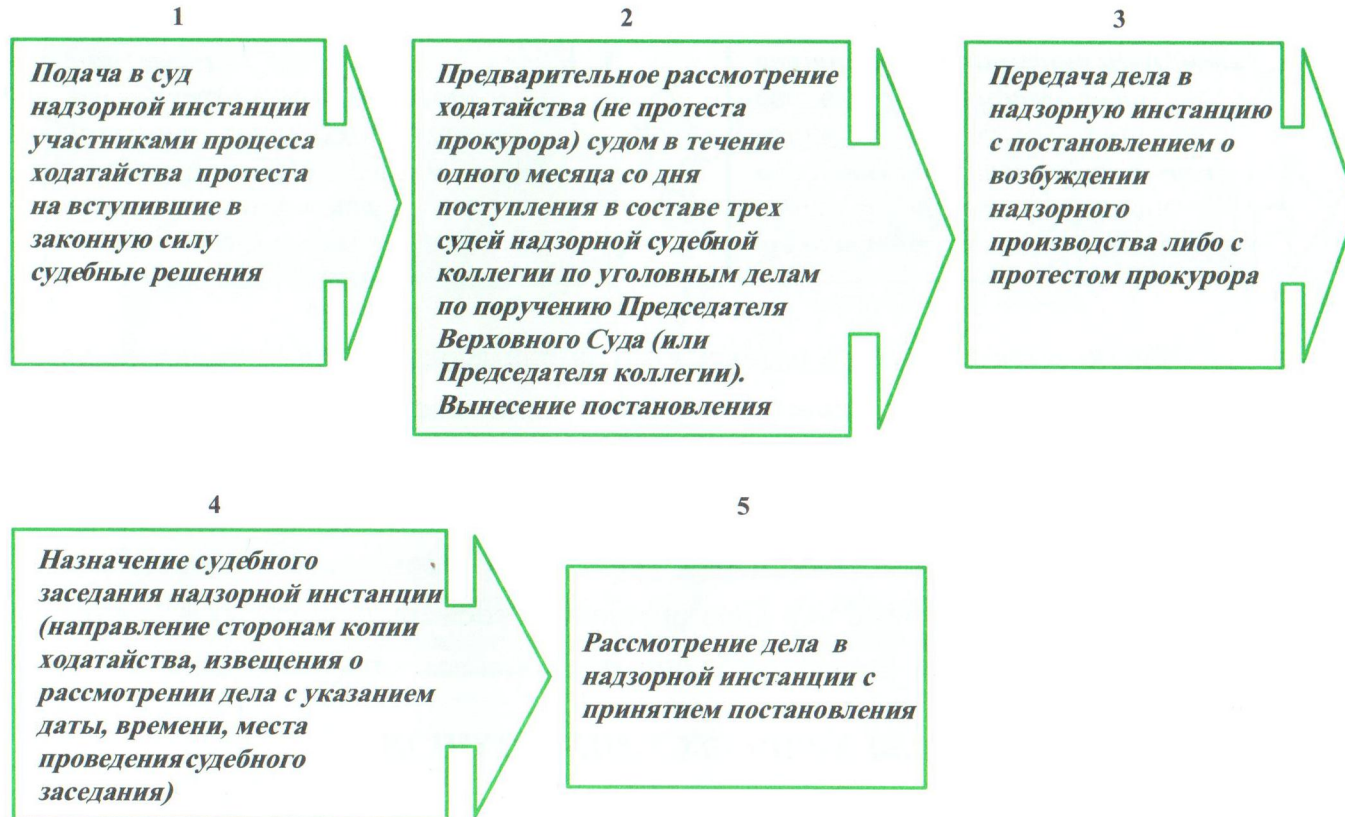 1
Подача в суд
надзорной инстанции
участниками процесса
ходатайства протеста
на вступившие в
законную силу
судебные решения
2
Предварительное рассмотрение
ходатайства (не протеста
прокурора) судом в течение
одного месяца со дня
поступления в составе трех
судей надзорной судебной
коллегии по уголовным делам
по поручению Председателя
Верховного Суда (или
Председателя коллегии).
Вынесение постановления
3
Передача дела в
надзорную инстанцию
с постановлением о
возбуждении
надзорного
производства либо с
протестом прокурора
4
Назначение судебного
заседания надзорной инстанции
(направление сторонам копии
ходатайства, извещения о
рассмотрении дела с указанием
даты, времени, места
проведения судебного
заседания)
5
Рассмотрение дела в
надзорной инстанции с
принятием постановления